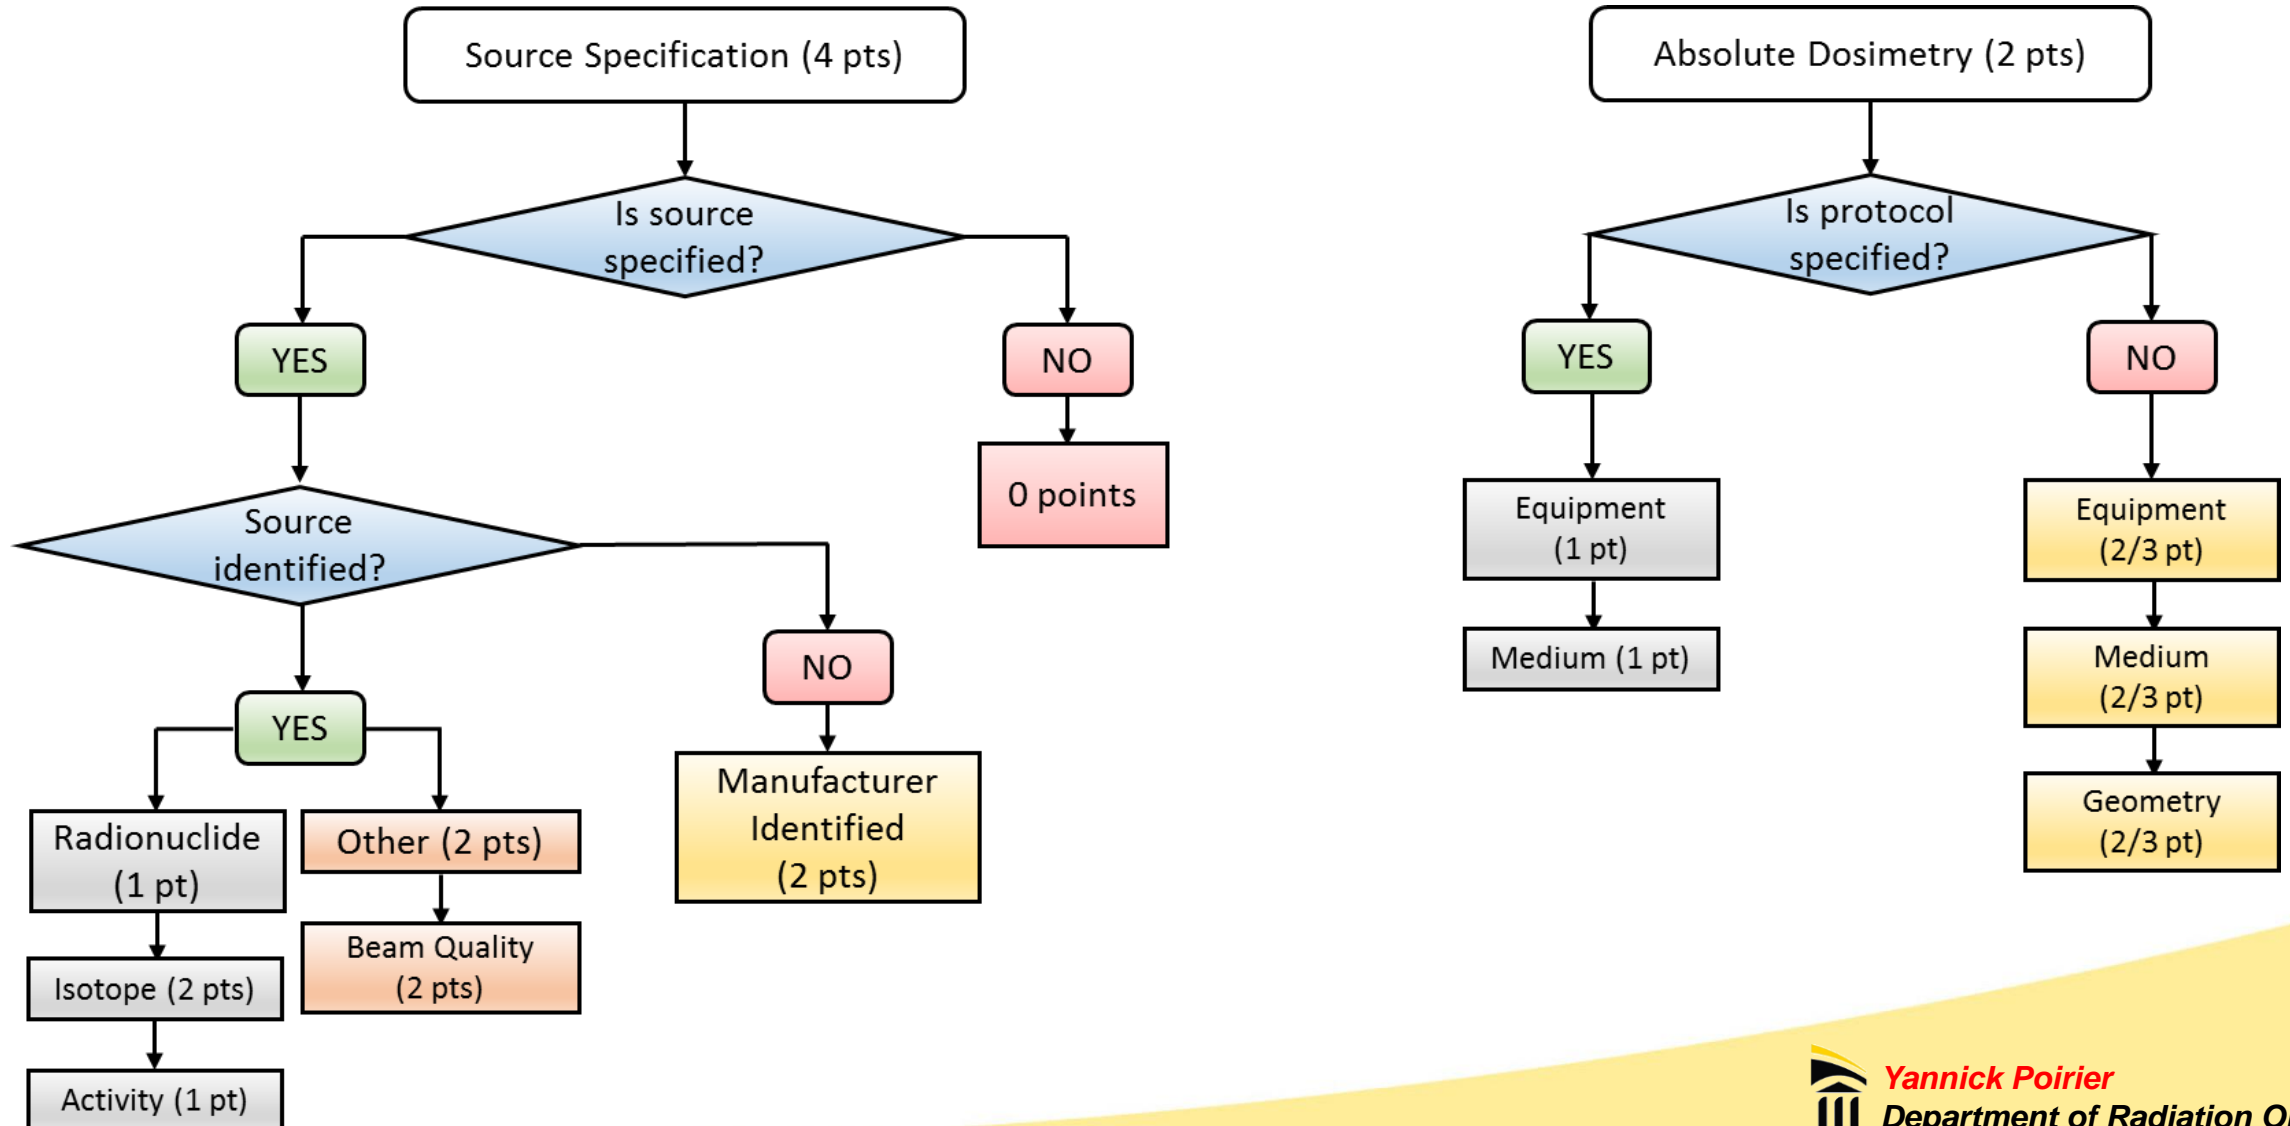 Source Specification (4 pts)
Is source
specified?
YES
NO
0 points
Source
identified?
YES
NO
Manufacturer
Identified
(2 pts)
Radionuclide
(1 pt)
Other (2 pts)
Isotope (2 pts)
Beam Quality
(2 pts)
Activity (1 pt)
Absolute Dosimetry (2 pts)
Is protocol
specified?
YES
NO
Equipment
(1 pt)
Medium (1 pt)
Equipment
(2/3 pt)
Medium
(2/3 pt)
Geometry
(2/3 pt)
Yannick Poirier
Department of Radiation